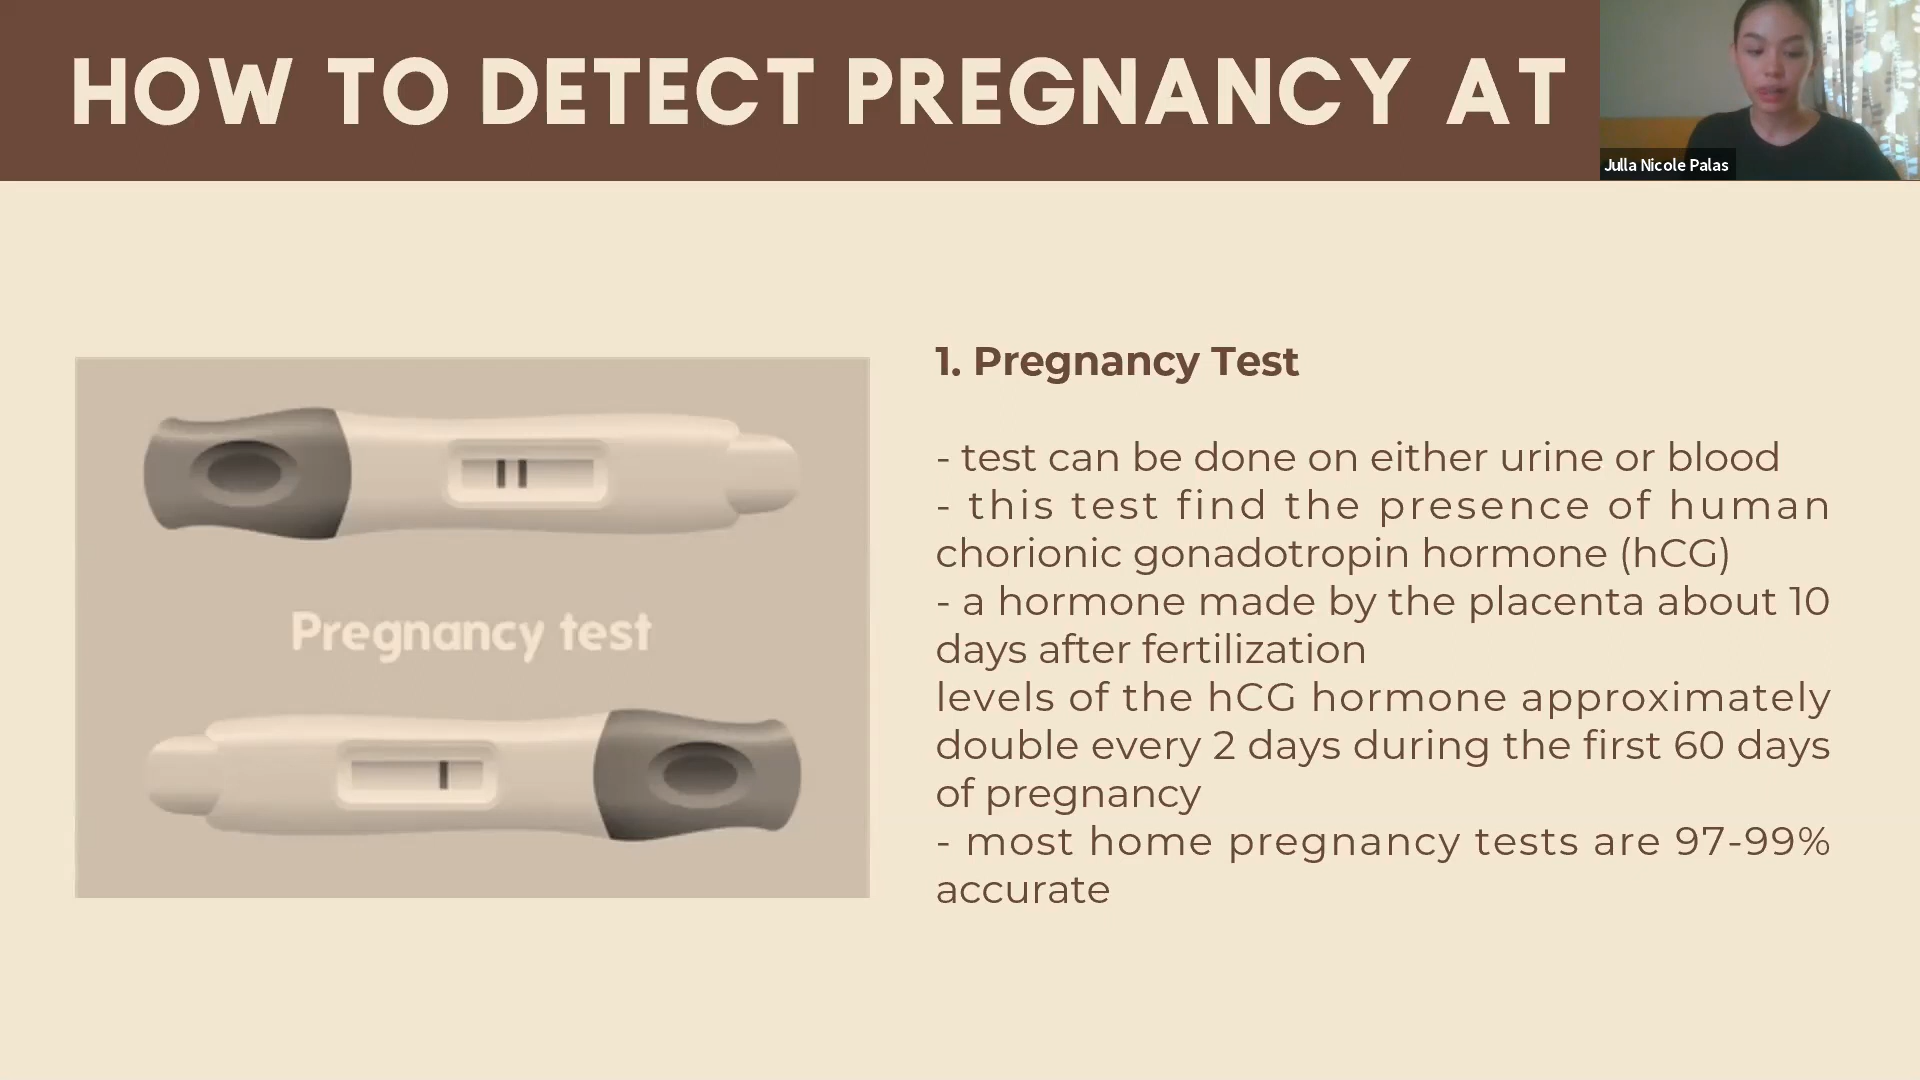 HOW TO DETECT PREGNANCY AT
Julla Nicole Palas
Pregnancy test
1. Pregnancy Test
- test can be done on either urine or blood
- this test find the presence of human
chorionic gonadotropin hormone (hCG)
- a hormone made by the placenta about 10
days after fertilization
levels of the hCG hormone approximately
double every 2 days during the first 60 days
of pregnancy
- most home pregnancy tests are 97-99%
accurate